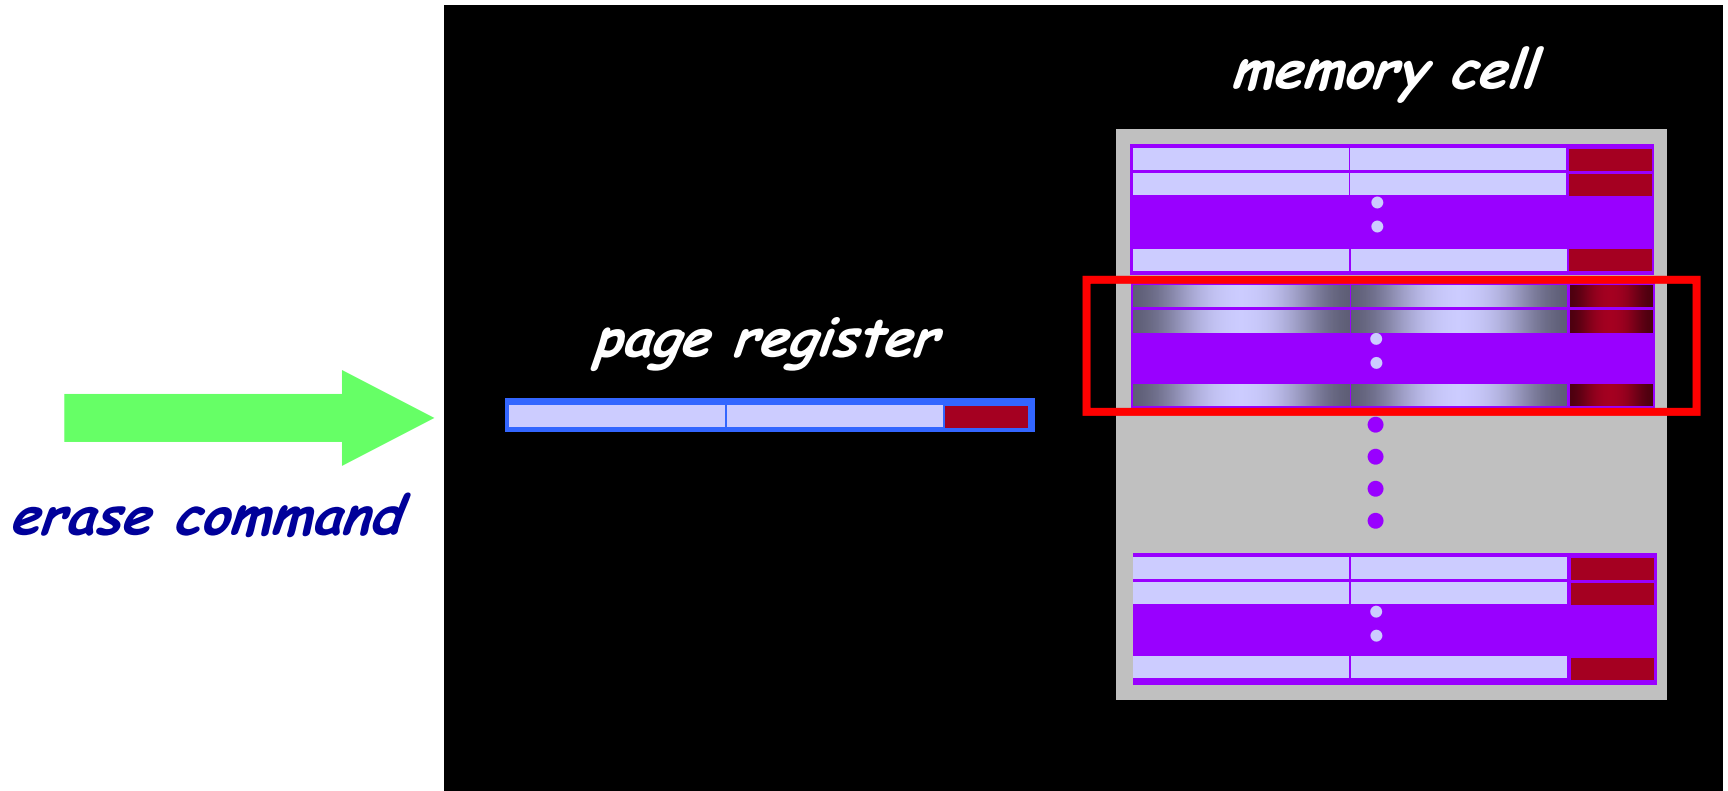 memory cell
page register
erase command